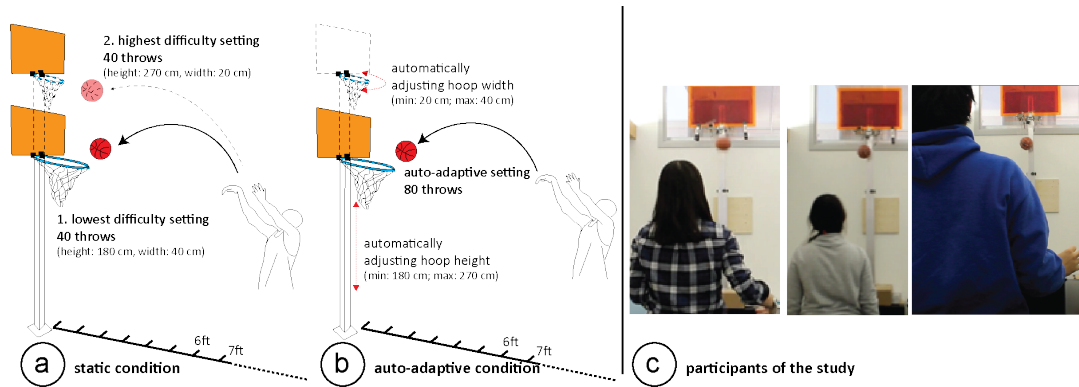 2. highest difficulty setting
40 throws
(height: 270 cm, width: 20 cm)
1. lowest difficulty setting
40 throws
(height: 180 cm, width: 40 cm)
6ft
7ft
a
static condition
automatically
adjusting hoop width
(min: 20 cm; max: 40 cm)
auto-adaptive setting
80 throws
automatically
adjusting hoop height
(min: 180 cm; max: 270 cm)
6ft
7ft
b
auto-adaptive condition
c
participants of the study